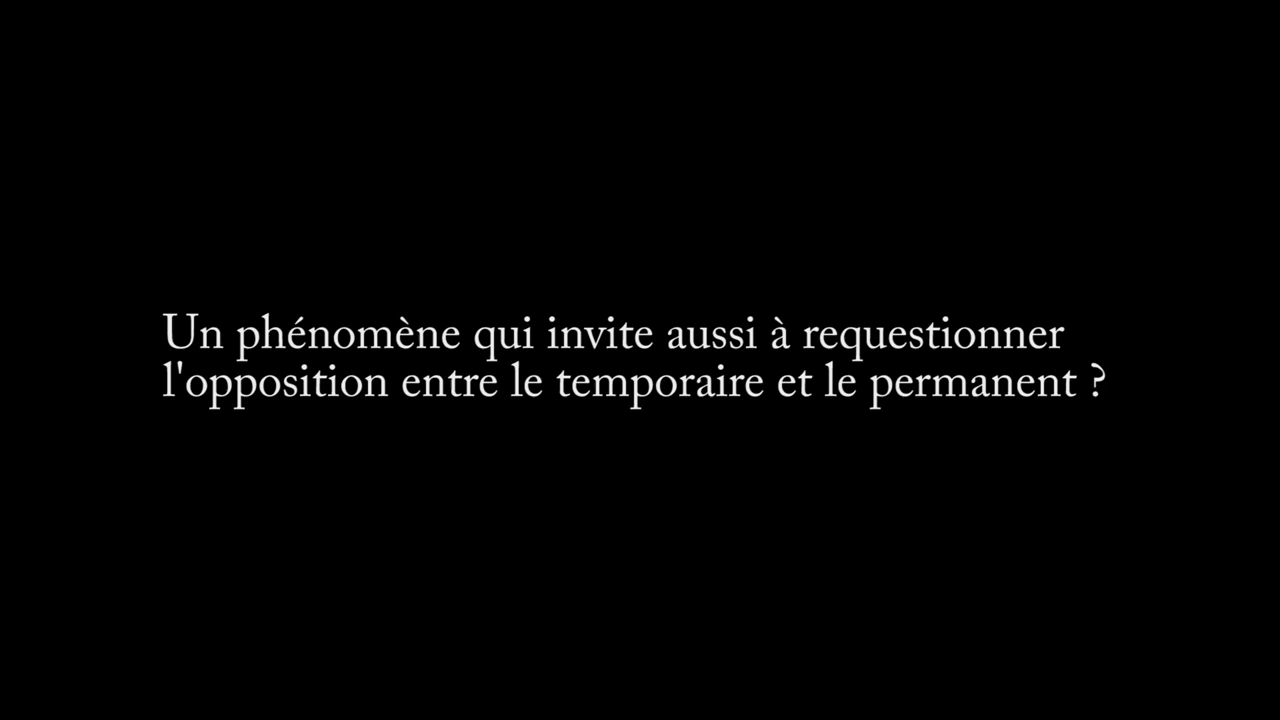 Un phénomène qui invite aussi à requestionner
l'opposition entre le temporaire et le permanent ?